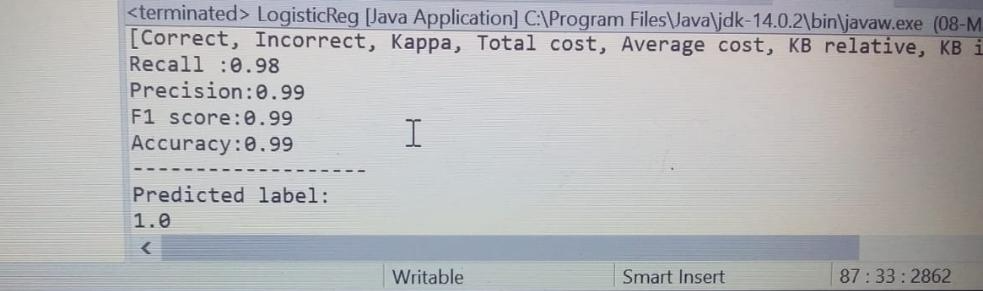 <terminated> LogisticReg [Java Application] C:\Program Files\Java\jdk-14.0.2\bin\javaw.exe (08-M
[Correct, Incorrect, Kappa, Total cost, Average cost, KB relative, KB i
Recall :0.98
Precision:0.99
F1 score:0.99
Accuracy:0.99
-------------------
Predicted label:
1.0
Writable Smart Insert 87 : 33 : 2862